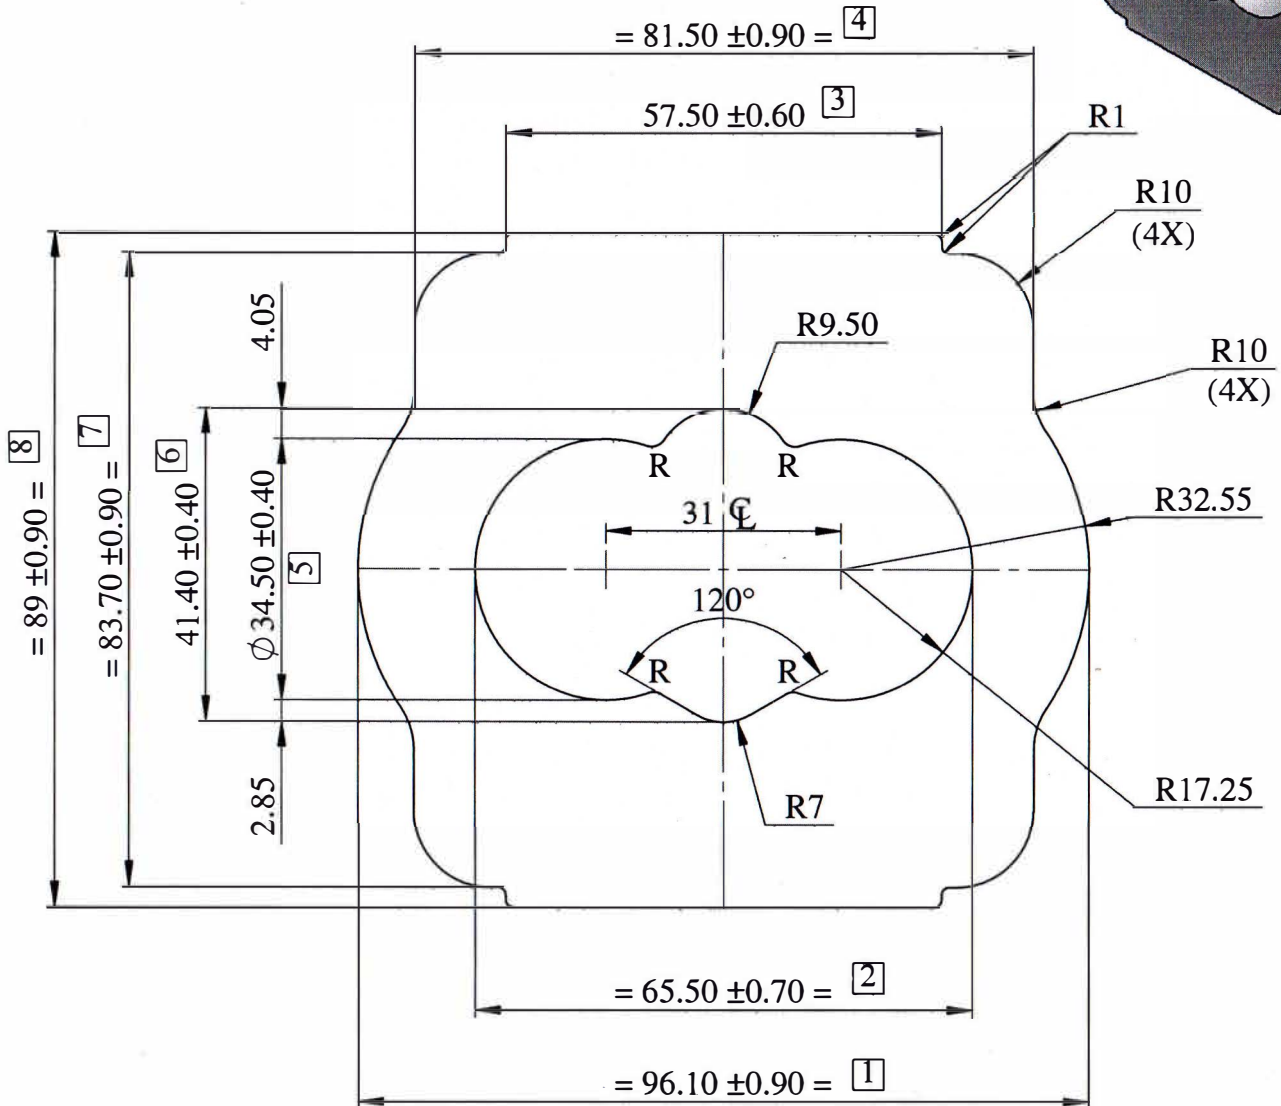 = 81.50 ±0.90 = 4
57.50 ±0.60 3
R1
R10
(4X)
4.05
R9.50
R10
(4X)
= 89 ±0.90 = 8
= 83.70 ±0.90 = 7
41.40 ±0.40 6
∅34.50 ±0.40
5
R R
31 ℄
R32.55
120°
R R
2.85
R7
R17.25
= 65.50 ±0.70 = 2
= 96.10 ±0.90 = 1